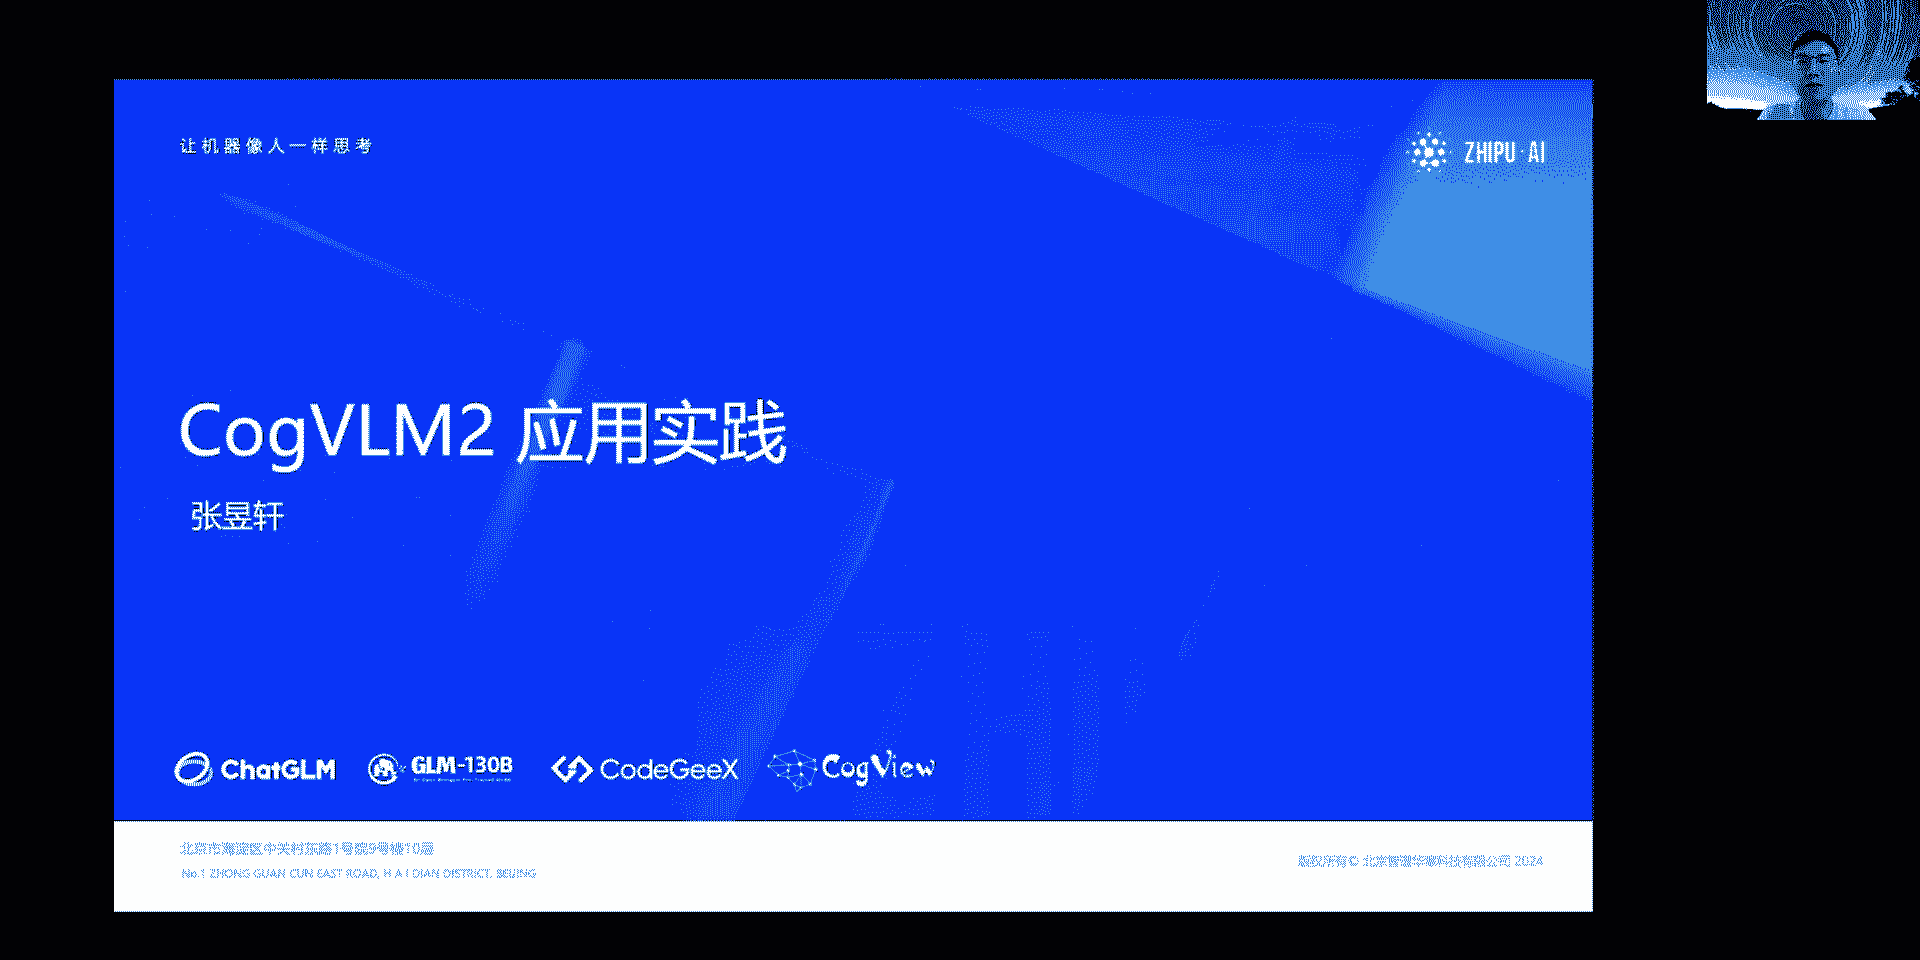 让机器像人一样思考
ZHIPU·AI
CogVLM2 应用实践
张昱轩
ChatGLM
GLM-130B
CodeGeeX
CogView
北京市海淀区中关村东路1号院9号楼10层
No.1 ZHONG GUAN CUN EAST ROAD, H A I DIAN DISTRICT, BEIJING
版权所有© 北京智谱华章科技有限公司 2024